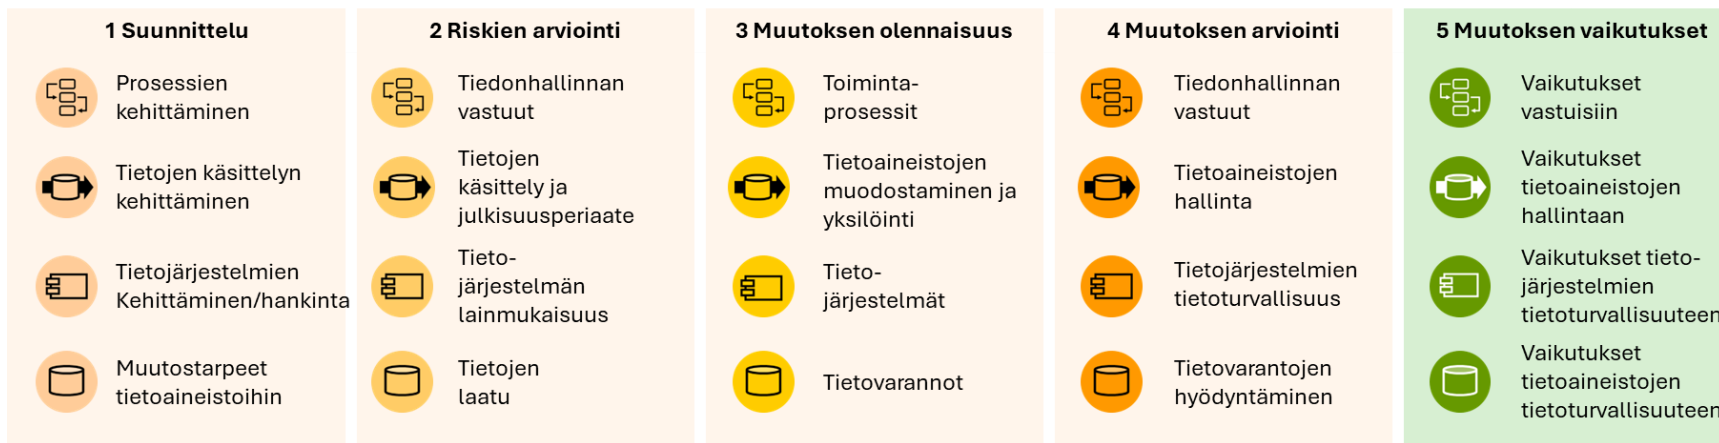 1 Suunnittelu
Prosessien
kehittäminen
Tietojen käsittelyn
kehittäminen
Tietojärjestelmien
Kehittäminen/hankinta
Muutostarpeet
tietoaineistoihin
2 Riskien arviointi
Tiedonhallinnan
vastuut
Tietojen
käsittely ja
julkisuusperiaate
Tieto-
järjestelmän
lainmukaisuus
Tietojen
laatu
3 Muutoksen olennaisuus
Toiminta-
prosessit
Tietoaineistojen
muodostaminen ja
yksilöinti
Tieto-
järjestelmät
Tietovarannot
4 Muutoksen arviointi
Tiedonhallinnan
vastuut
Tietoaineistojen
hallinta
Tietojärjestelmien
tietoturvallisuus
Tietovarantojen
hyödyntäminen
5 Muutoksen vaikutukset
Vaikutukset
vastuisiin
Vaikutukset
tietoaineistojen
hallintaan
Vaikutukset tieto-
järjestelmien
tietoturvallisuuteen
Vaikutukset
tietoaineistojen
tietoturvallisuuteen